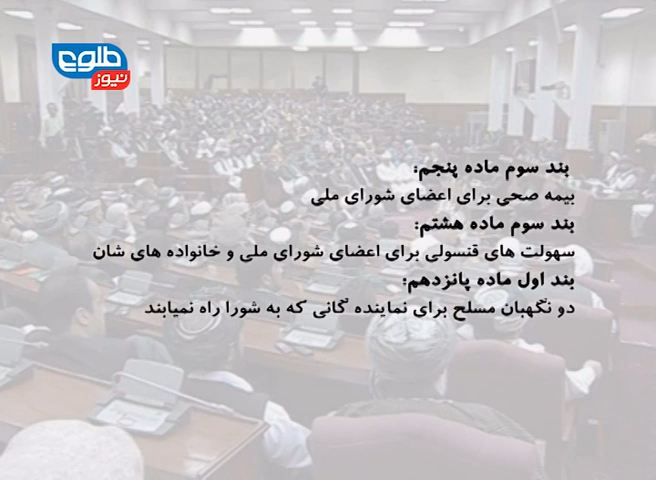 طلوع
نیوز
بند سوم ماده پنجم:
بیمه صحی برای اعضای شورای ملی
بند سوم ماده هشتم:
سهولت های قنسولی برای اعضای شورای ملی و خانواده های شان
بند اول ماده پانزدهم:
دو نگهبان مسلح برای نماینده گانی که به شورا راه نمیابند